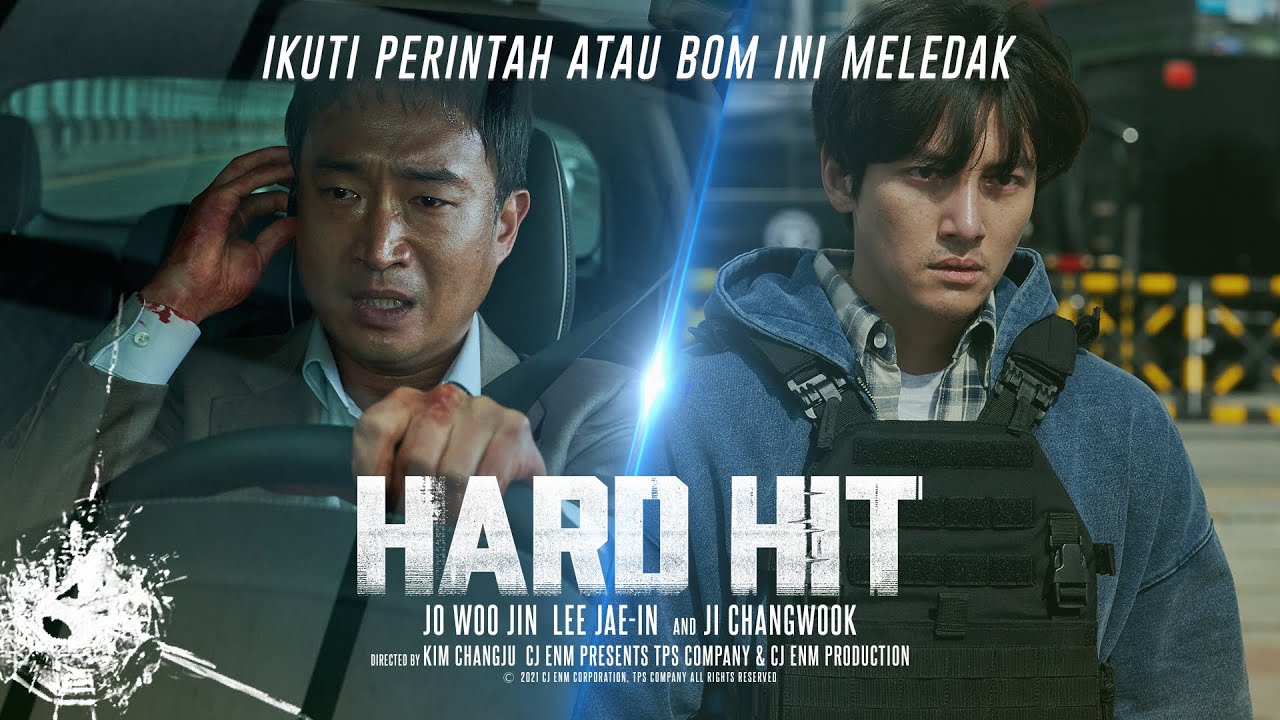 IKUTI PERINTAH ATAU BOM INI MELEDAK
HARD HIT
JO WOO JIN LEE JAE-IN AND JI CHANGWOOK
DIRECTED BY KIM CHANGJU CJ ENM PRESENTS TPS COMPANY & CJ ENM PRODUCTION
© 2021 CJ ENM CORPORATION, TPS COMPANY ALL RIGHTS RESERVED